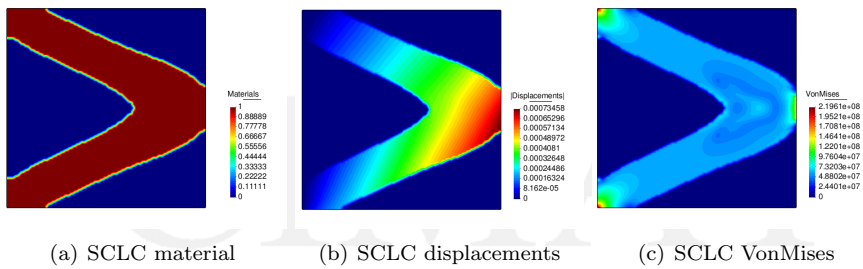 Materials
1
0.88889
0.77778
0.66667
0.55556
0.44444
0.33333
0.22222
0.11111
0
|Displacements|
0.00073458
0.00065296
0.00057134
0.00048972
0.0004081
0.00032648
0.00024486
0.00016324
8.162e-05
0
VonMises
2.1961e+08
1.9521e+08
1.7081e+08
1.4641e+08
1.2200e+08
9.7604e+07
7.3203e+07
4.8802e+07
2.4401e+07
0
(a) SCLC material
(b) SCLC displacements
(c) SCLC VonMises